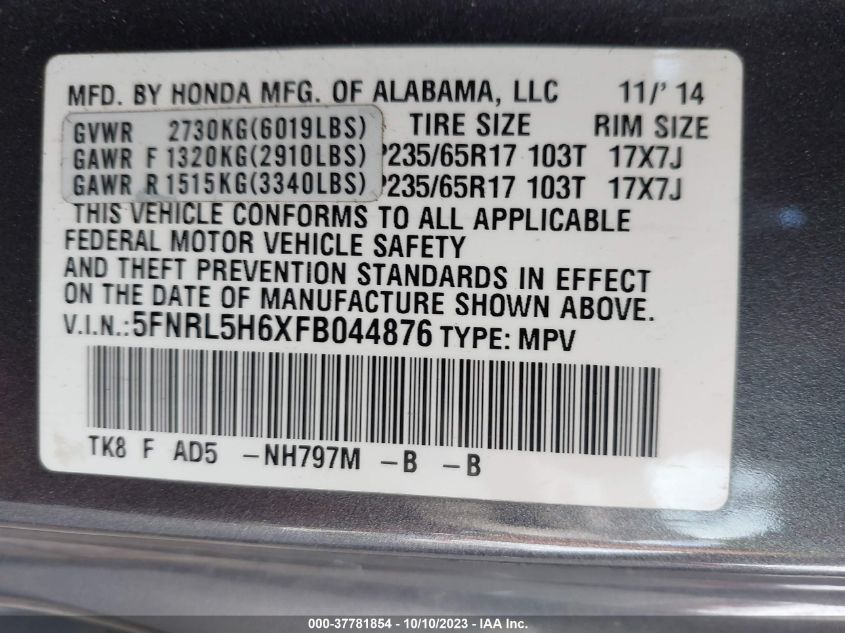 MFD. BY HONDA MFG. OF ALABAMA, LLC 11/' 14
GVWR 2730KG(6019LBS) TIRE SIZE RIM SIZE
GAWR F 1320KG(2910LBS) P235/65R17 103T 17X7J
GAWR R 1515KG(3340LBS) P235/65R17 103T 17X7J
THIS VEHICLE CONFORMS TO ALL APPLICABLE
FEDERAL MOTOR VEHICLE SAFETY
AND THEFT PREVENTION STANDARDS IN EFFECT
ON THE DATE OF MANUFACTURE SHOWN ABOVE.
V.I.N.:5FNRL5H6XFB044876 TYPE: MPV
TK8 F AD5 -NH797M -B -B
000-37781854 - 10/10/2023 - IAA Inc.